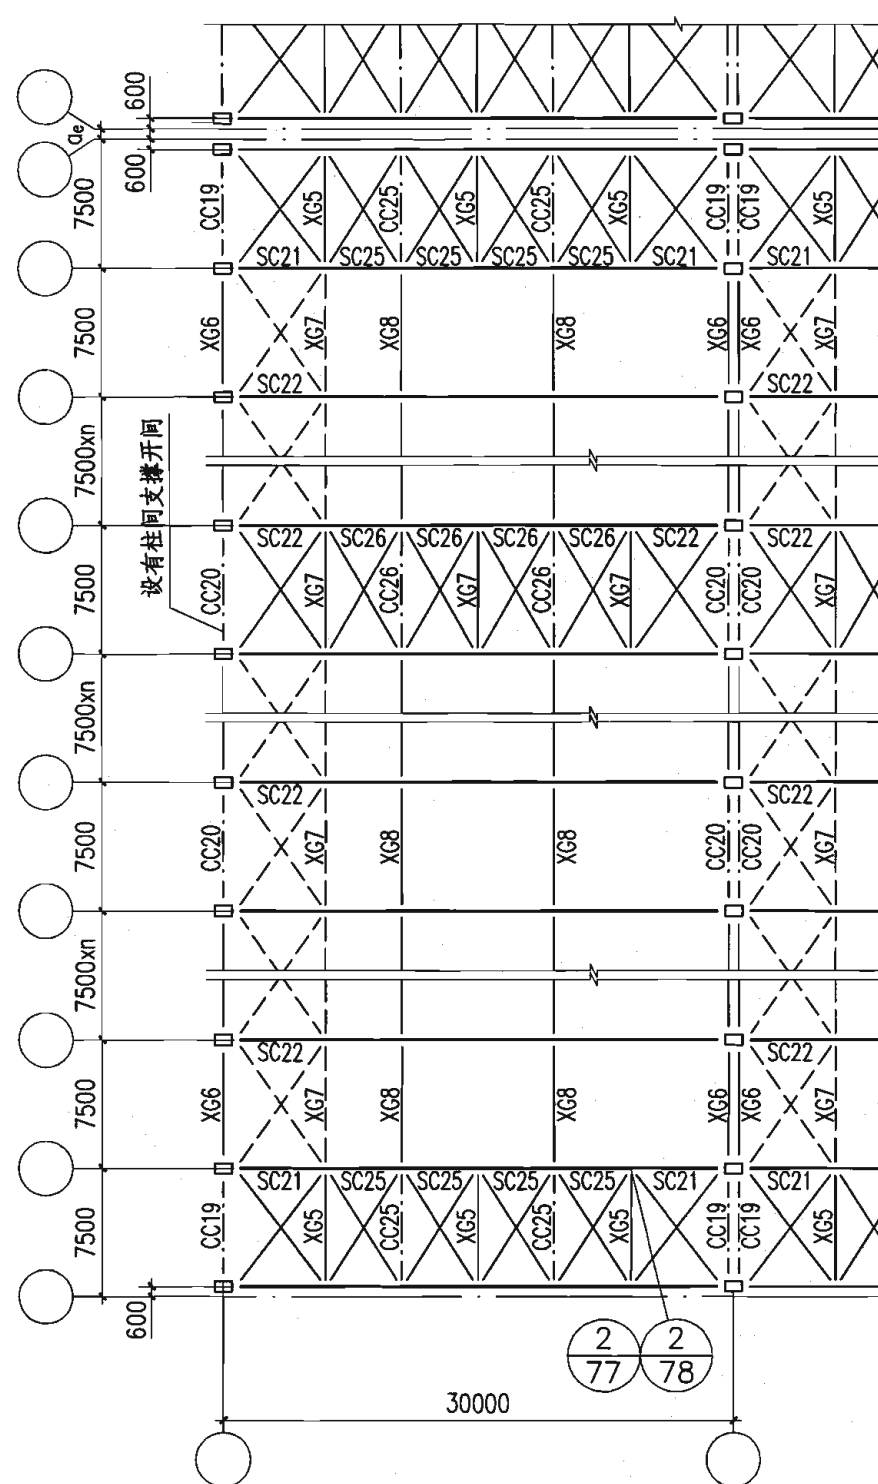 600
ae
600
7500
CC19
XG5
CC25
XG5
CC25
XG5
CC19
CC19
XG5
SC21
SC25
SC25
SC25
SC25
SC21
SC21
7500
XG6
XG7
XG8
XG8
XG6
XG6
XG7
SC22
SC22
7500xn
设有柱间支撑开间
SC22
SC26
SC26
SC26
SC26
SC22
SC22
7500
CC20
XG7
CC26
XG7
CC26
XG7
CC20
CC20
XG7
7500xn
SC22
SC22
7500
CC20
XG7
XG8
XG8
CC20
CC20
XG7
7500xn
SC22
SC22
7500
XG6
XG7
XG8
XG8
XG6
XG6
XG7
SC21
SC25
SC25
SC25
SC25
SC21
SC21
7500
CC19
XG5
CC25
XG5
CC25
XG5
CC19
CC19
XG5
600
2
77
2
78
30000